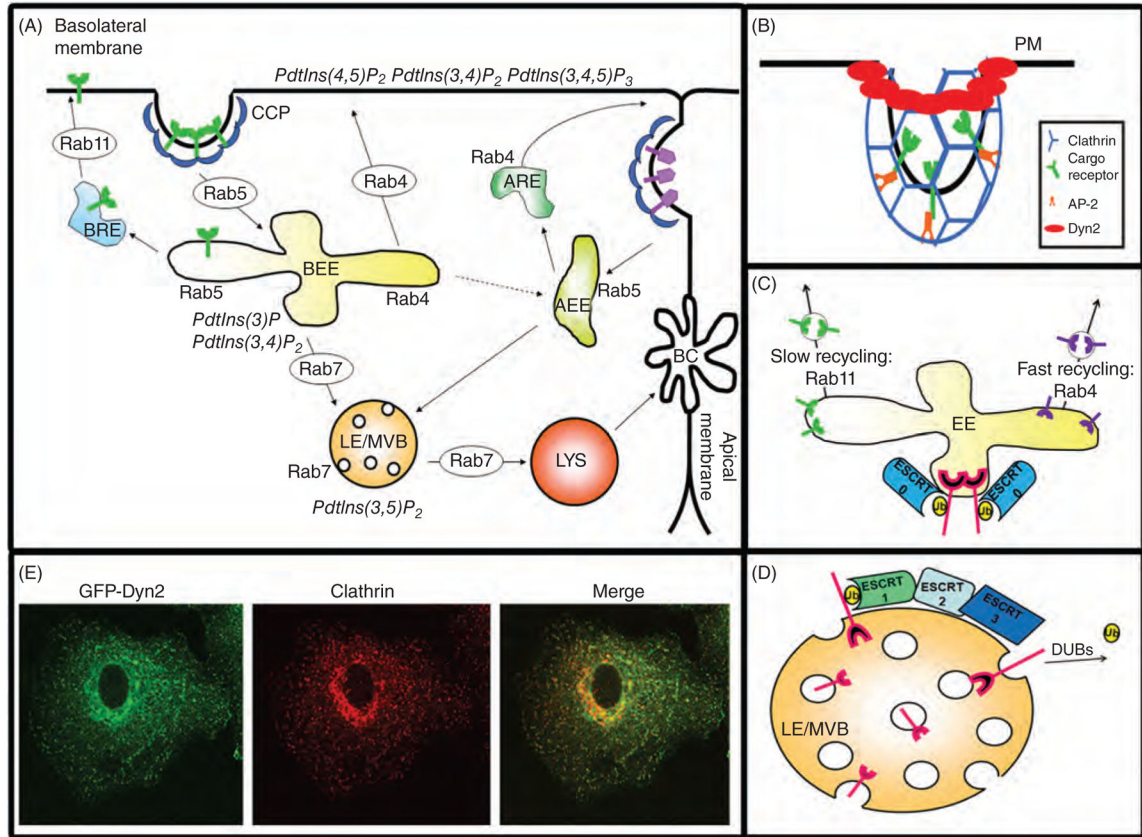 (A)
Basolateral
membrane
PdtIns(4,5)P2 PdtIns(3,4)P2 PdtIns(3,4,5)P3
CCP
Rab11
Rab5
Rab4
Rab4
ARE
BRE
BEE
Rab5
Rab4
AEE
Rab5
PdtIns(3)P
PdtIns(3,4)P2
Rab7
BC
LE/MVB
Rab7
Rab7
LYS
PdtIns(3,5)P2
Apical
membrane
(B)
PM
Clathrin
Cargo
receptor
AP-2
Dyn2
(C)
Slow recycling:
Rab11
Fast recycling:
Rab4
EE
ESCRT
0
Ub
Ub
ESCRT
0
(E)
GFP-Dyn2
Clathrin
Merge
(D)
Ub
ESCRT
1
ESCRT
2
ESCRT
3
Ub
DUBs
LE/MVB